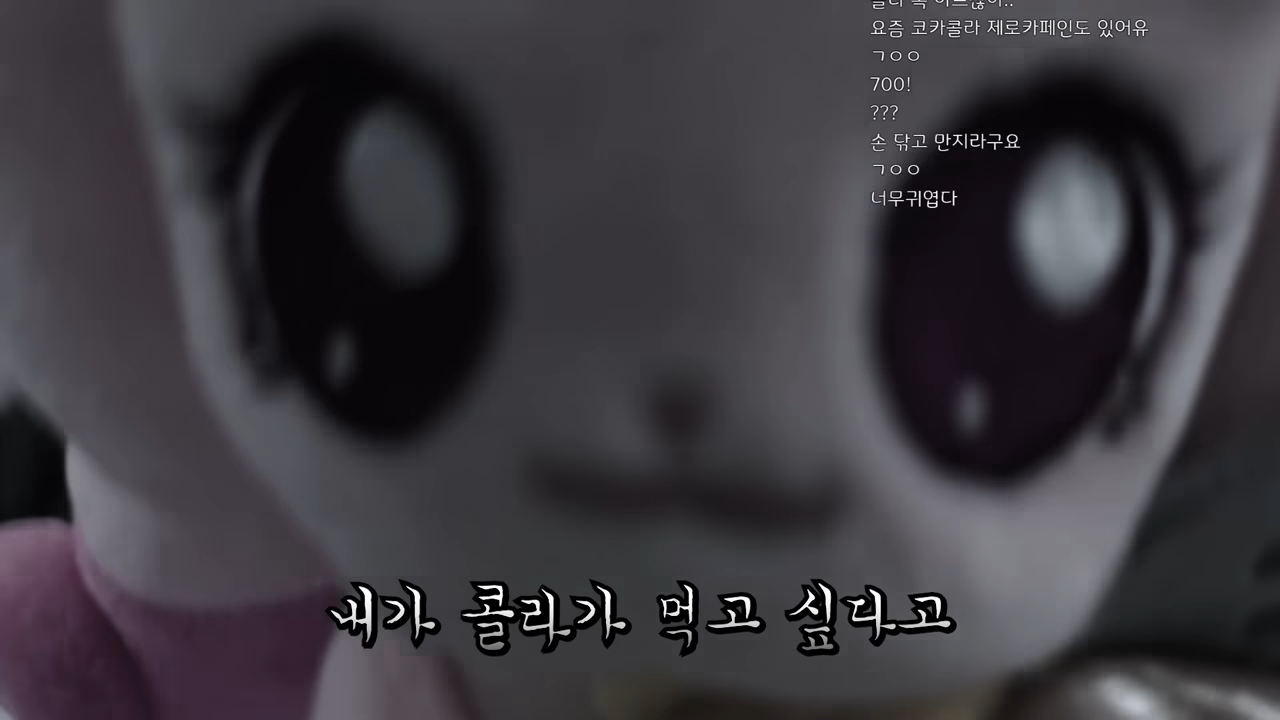 요즘 코카콜라 제로카페인도 있어유
ㄱㅇㅇ
700!
???
손 닦고 만지라구요
ㄱㅇㅇ
너무귀엽다
내가 콜라가 먹고 싶다고